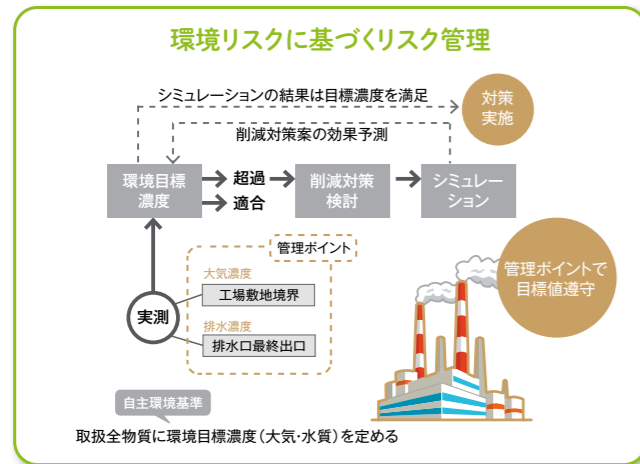 環境リスクに基づくリスク管理
シミュレーションの結果は目標濃度を満足
対策
実施
削減対策案の効果予測
環境目標
濃度
超過
適合
削減対策
検討
シミュレー
ション
管理ポイント
大気濃度
工場敷地境界
実測
排水濃度
排水口最終出口
管理ポイントで
目標値遵守
自主環境基準
取扱全物質に環境目標濃度（大気・水質）を定める